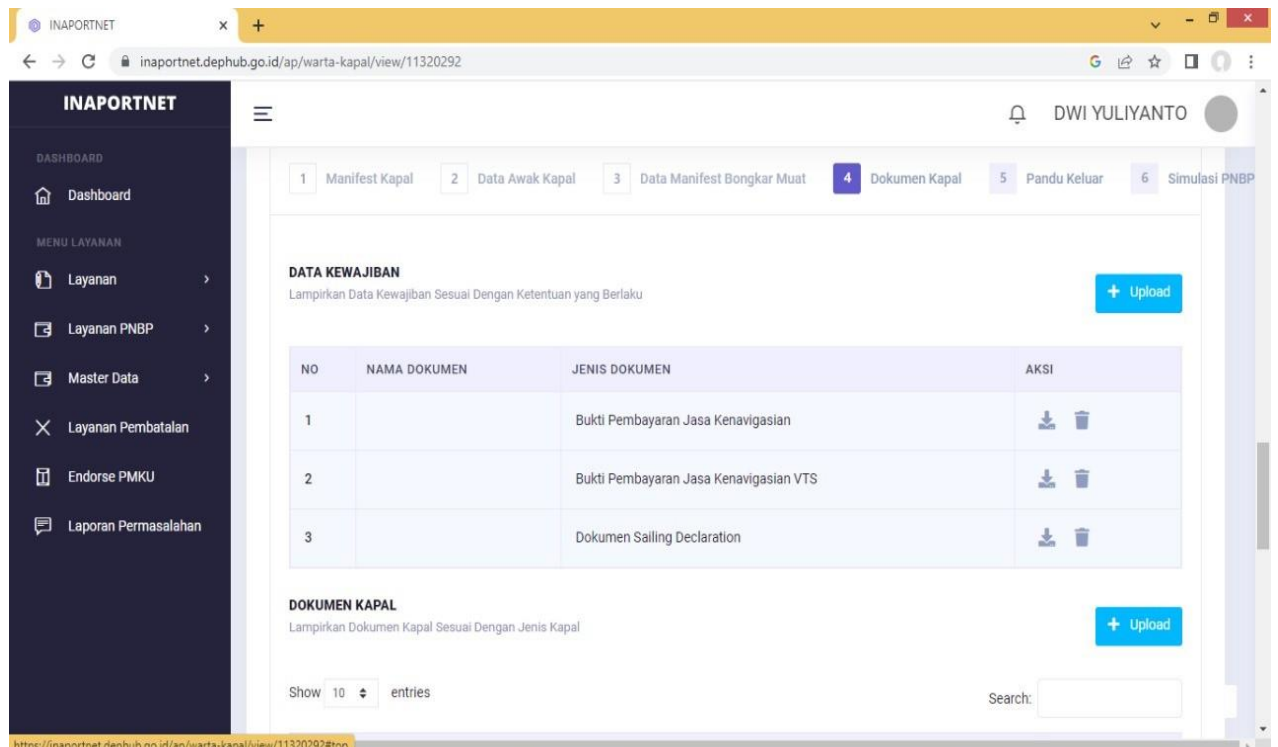 INAPORTNET
inaportnet.dephub.go.id/ap/warta-kapal/view/11320292
INAPORTNET
DWI YULIYANTO
DASHBOARD
Dashboard
MENU LAYANAN
Layanan
Layanan PNBP
Master Data
Layanan Pembatalan
Endorse PMKU
Laporan Permasalahan
1 Manifest Kapal 2 Data Awak Kapal 3 Data Manifest Bongkar Muat 4 Dokumen Kapal 5 Pandu Keluar 6 Simulasi PNBP
DATA KEWAJIBAN
Lampirkan Data Kewajiban Sesuai Dengan Ketentuan yang Berlaku
+ Upload
NO NAMA DOKUMEN JENIS DOKUMEN AKSI
1 Bukti Pembayaran Jasa Kenavigasian
2 Bukti Pembayaran Jasa Kenavigasian VTS
3 Dokumen Sailing Declaration
DOKUMEN KAPAL
Lampirkan Dokumen Kapal Sesuai Dengan Jenis Kapal
+ Upload
Show 10 entries
Search:
https://inaportnet.dephub.go.id/ap/warta-kapal/view/11320292#top